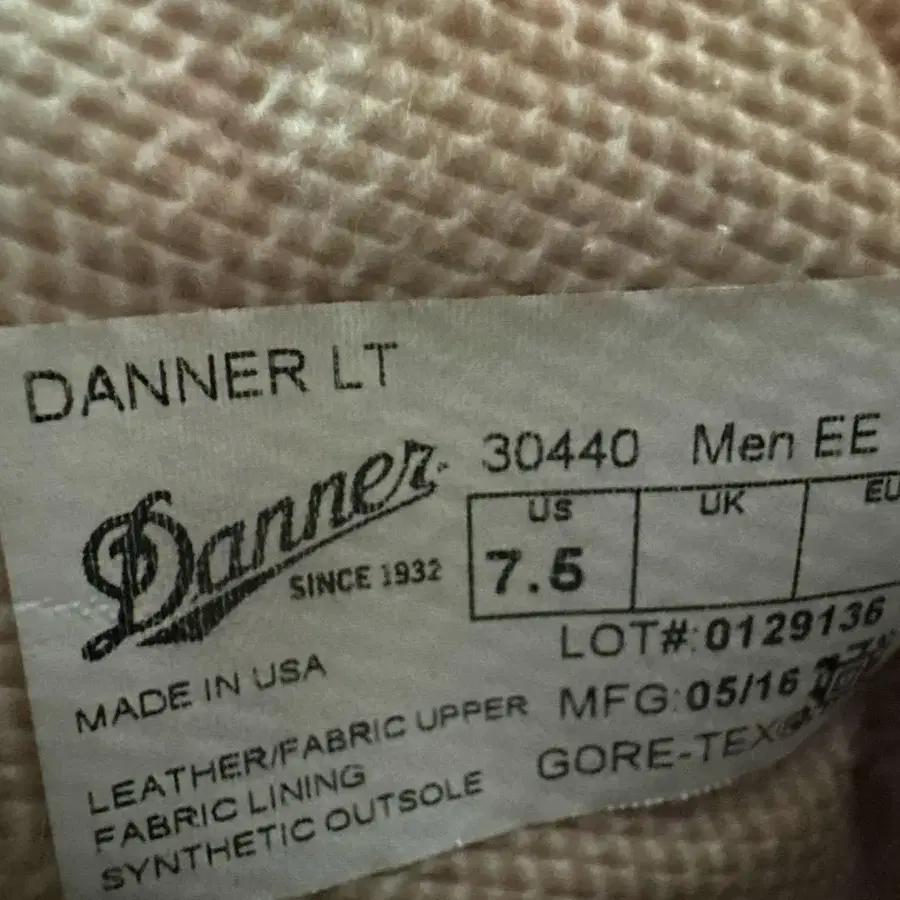 DANNER LT
30440 Men EE
Danner
SINCE 1932
US UK EU
7.5
LOT#:0129136
MADE IN USA
MFG:05/16
LEATHER/FABRIC UPPER
GORE-TEX®
FABRIC LINING
SYNTHETIC OUTSOLE